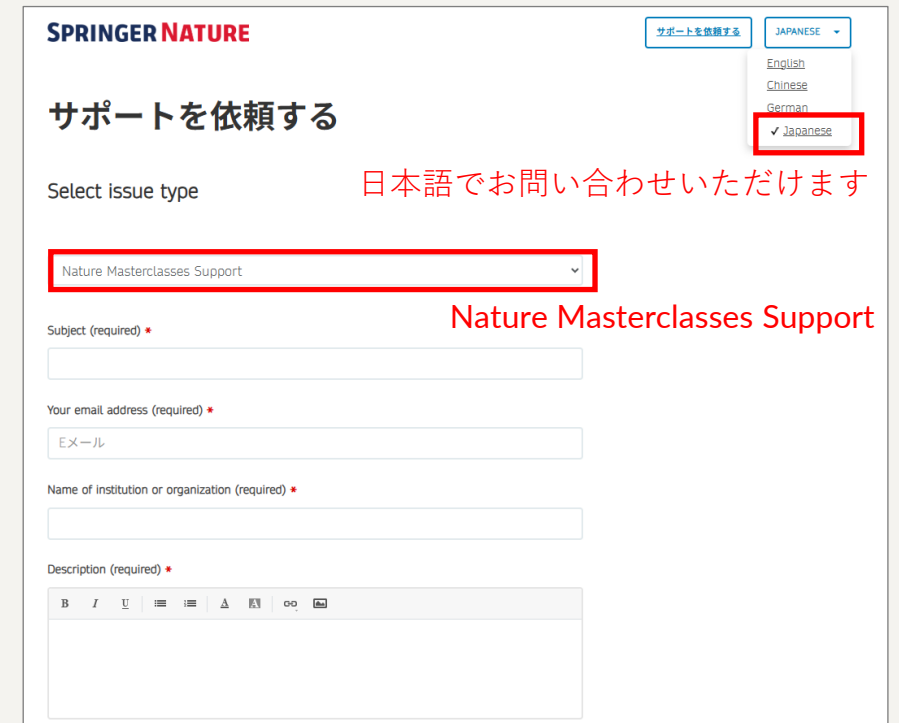 SPRINGER NATURE
サポートを依頼する
JAPANESE
English
Chinese
German
✓ Japanese
サポートを依頼する
日本語でお問い合わせいただけます
Select issue type
Nature Masterclasses Support
Nature Masterclasses Support
Subject (required) *
Your email address (required) *
Eメール
Name of institution or organization (required) *
Description (required) *
B I U A A